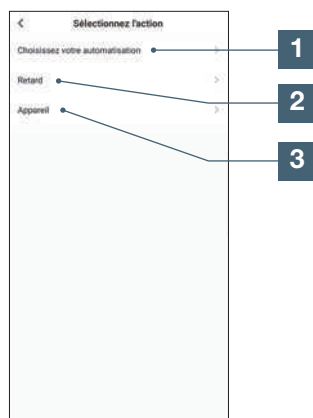 Sélectionnez l'action
Choisissez votre automatisation
1
Retard
2
Appareil
3